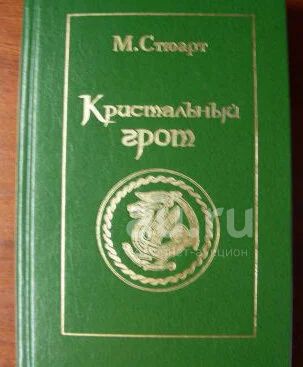 М. Стюарт
Кристальный
грот